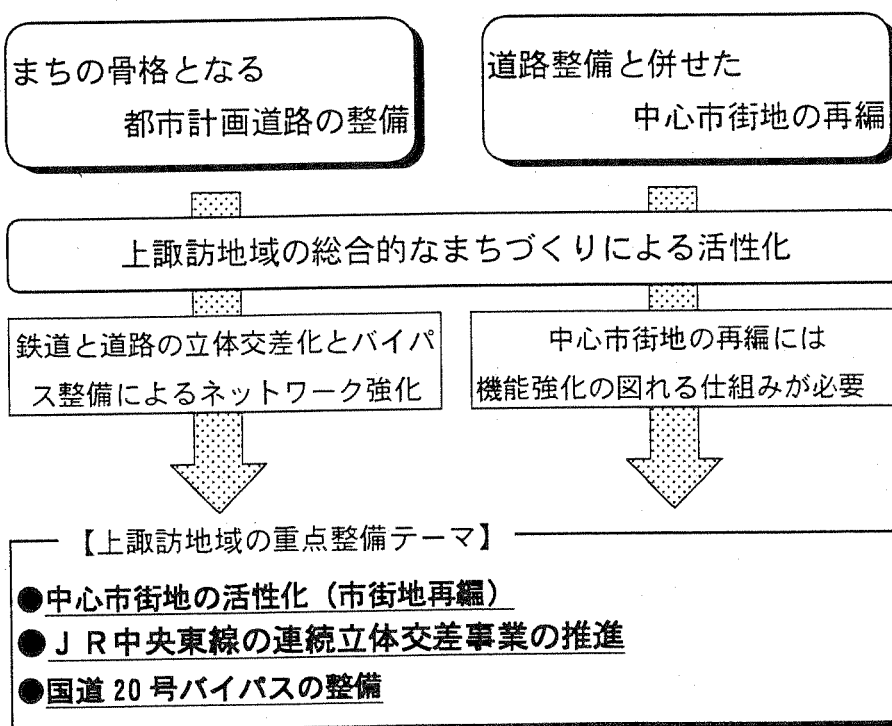 まちの骨格となる
都市計画道路の整備
道路整備と併せた
中心市街地の再編
上諏訪地域の総合的なまちづくりによる活性化
鉄道と道路の立体交差化とバイパ
ス整備によるネットワーク強化
中心市街地の再編には
機能強化の図れる仕組みが必要
【上諏訪地域の重点整備テーマ】
●中心市街地の活性化（市街地再編）
●ＪＲ中央東線の連続立体交差事業の推進
●国道20号バイパスの整備